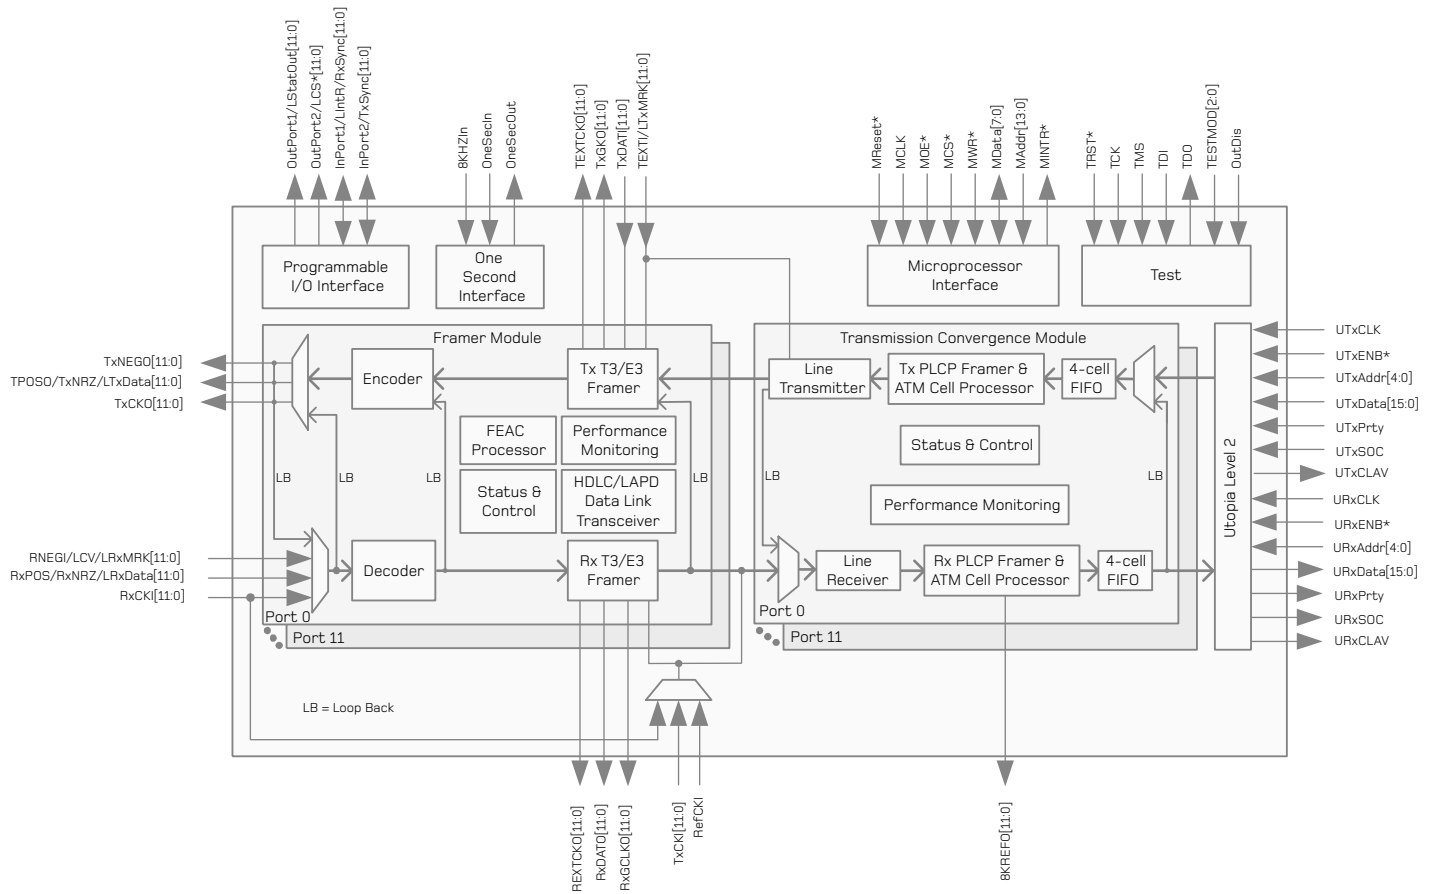 OutPort1/LStatOut[11:0]
OutPort2/LCS*[11:0]
InPort1/LIntR/RxSync[11:0]
InPort2/TxSync[11:0]
8KHZIn
OneSecIn
OneSecOut
TEXTCKO[11:0]
TxGKO[11:0]
TxDATI[11:0]
TEXTI/LTxMRK[11:0]
MReset*
MCLK
MOE*
MCS*
MWR*
MData[7:0]
MAddr[13:0]
MINTR*
TRST*
TCK
TMS
TDI
TDO
TESTMOD[2:0]
OutDis
Programmable
I/O Interface
One
Second
Interface
Microprocessor
Interface
Test
Framer Module
Transmission Convergence Module
TxNEGO[11:0]
TPOSO/TxNRZ/LTxData[11:0]
TxCKO[11:0]
Encoder
Tx T3/E3
Framer
Line
Transmitter
Tx PLCP Framer &
ATM Cell Processor
4-cell
FIFO
FEAC
Processor
Performance
Monitoring
Status &
Control
HDLC/LAPD
Data Link
Transceiver
Status & Control
Performance Monitoring
LB
LB
LB
LB
LB
LB
Utopia Level 2
UTxCLK
UTxENB*
UTxAddr[4:0]
UTxData[15:0]
UTxPrty
UTxSOC
UTxCLAV
URxCLK
URxENB*
URxAddr[4:0]
URxData[15:0]
URxPrty
URxSOC
URxCLAV
RNEGI/LCV/LRxMRK[11:0]
RxPOS/RxNRZ/LRxData[11:0]
RxCKI[11:0]
Decoder
Rx T3/E3
Framer
Line
Receiver
Rx PLCP Framer &
ATM Cell Processor
4-cell
FIFO
Port 0
Port 11
Port 0
Port 11
LB = Loop Back
REXTCKO[11:0]
RxDATO[11:0]
RxGCLKO[11:0]
TxCKI[11:0]
RefCKI
8KREFO[11:0]